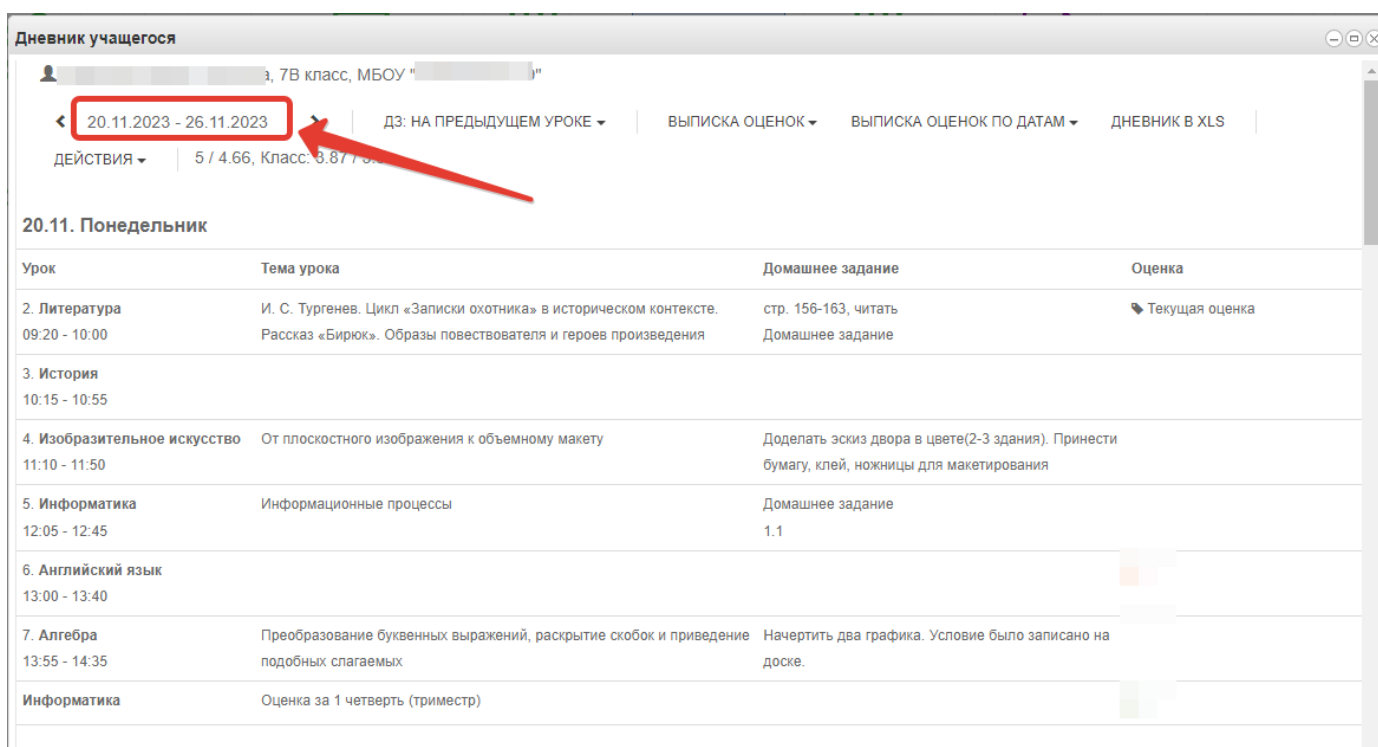 Дневник учащегося
а, 7В класс, МБОУ "
20.11.2023 - 26.11.2023
ДЗ: НА ПРЕДЫДУЩЕМ УРОКЕ
ВЫПИСКА ОЦЕНОК
ВЫПИСКА ОЦЕНОК ПО ДАТАМ
ДНЕВНИК В XLS
ДЕЙСТВИЯ
5 / 4.66, Класс: 3.87 /
20.11. Понедельник
Урок
Тема урока
Домашнее задание
Оценка
2. Литература
09:20 - 10:00
И. С. Тургенев. Цикл «Записки охотника» в историческом контексте.
Рассказ «Бирюк». Образы повествователя и героев произведения
стр. 156-163, читать
Домашнее задание
Текущая оценка
3. История
10:15 - 10:55
4. Изобразительное искусство
11:10 - 11:50
От плоскостного изображения к объемному макету
Доделать эскиз двора в цвете(2-3 здания). Принести
бумагу, клей, ножницы для макетирования
5. Информатика
12:05 - 12:45
Информационные процессы
Домашнее задание
1.1
6. Английский язык
13:00 - 13:40
7. Алгебра
13:55 - 14:35
Преобразование буквенных выражений, раскрытие скобок и приведение
подобных слагаемых
Начертить два графика. Условие было записано на
доске.
Информатика
Оценка за 1 четверть (триместр)